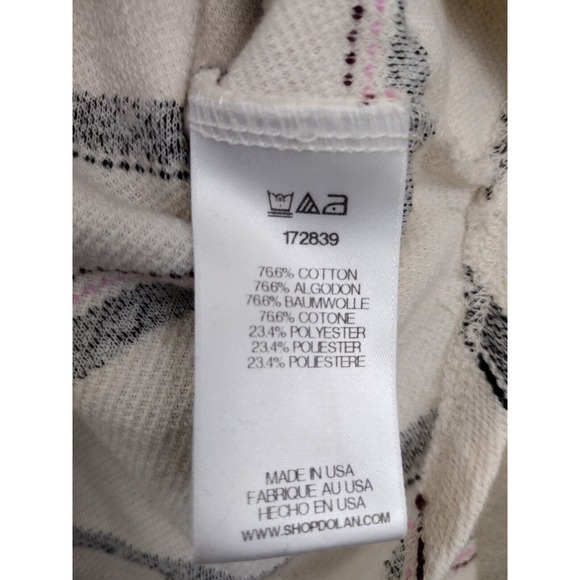 172839
76.6% COTTON
76.6% ALGODON
76.6% BAUMWOLLE
76.6% COTONE
23.4% POLYESTER
23.4% POLIESTER
23.4% POLIESTERE
MADE IN USA
FABRIQUE AU USA
HECHO EN USA
WWW.SHOPDOLAN.COM